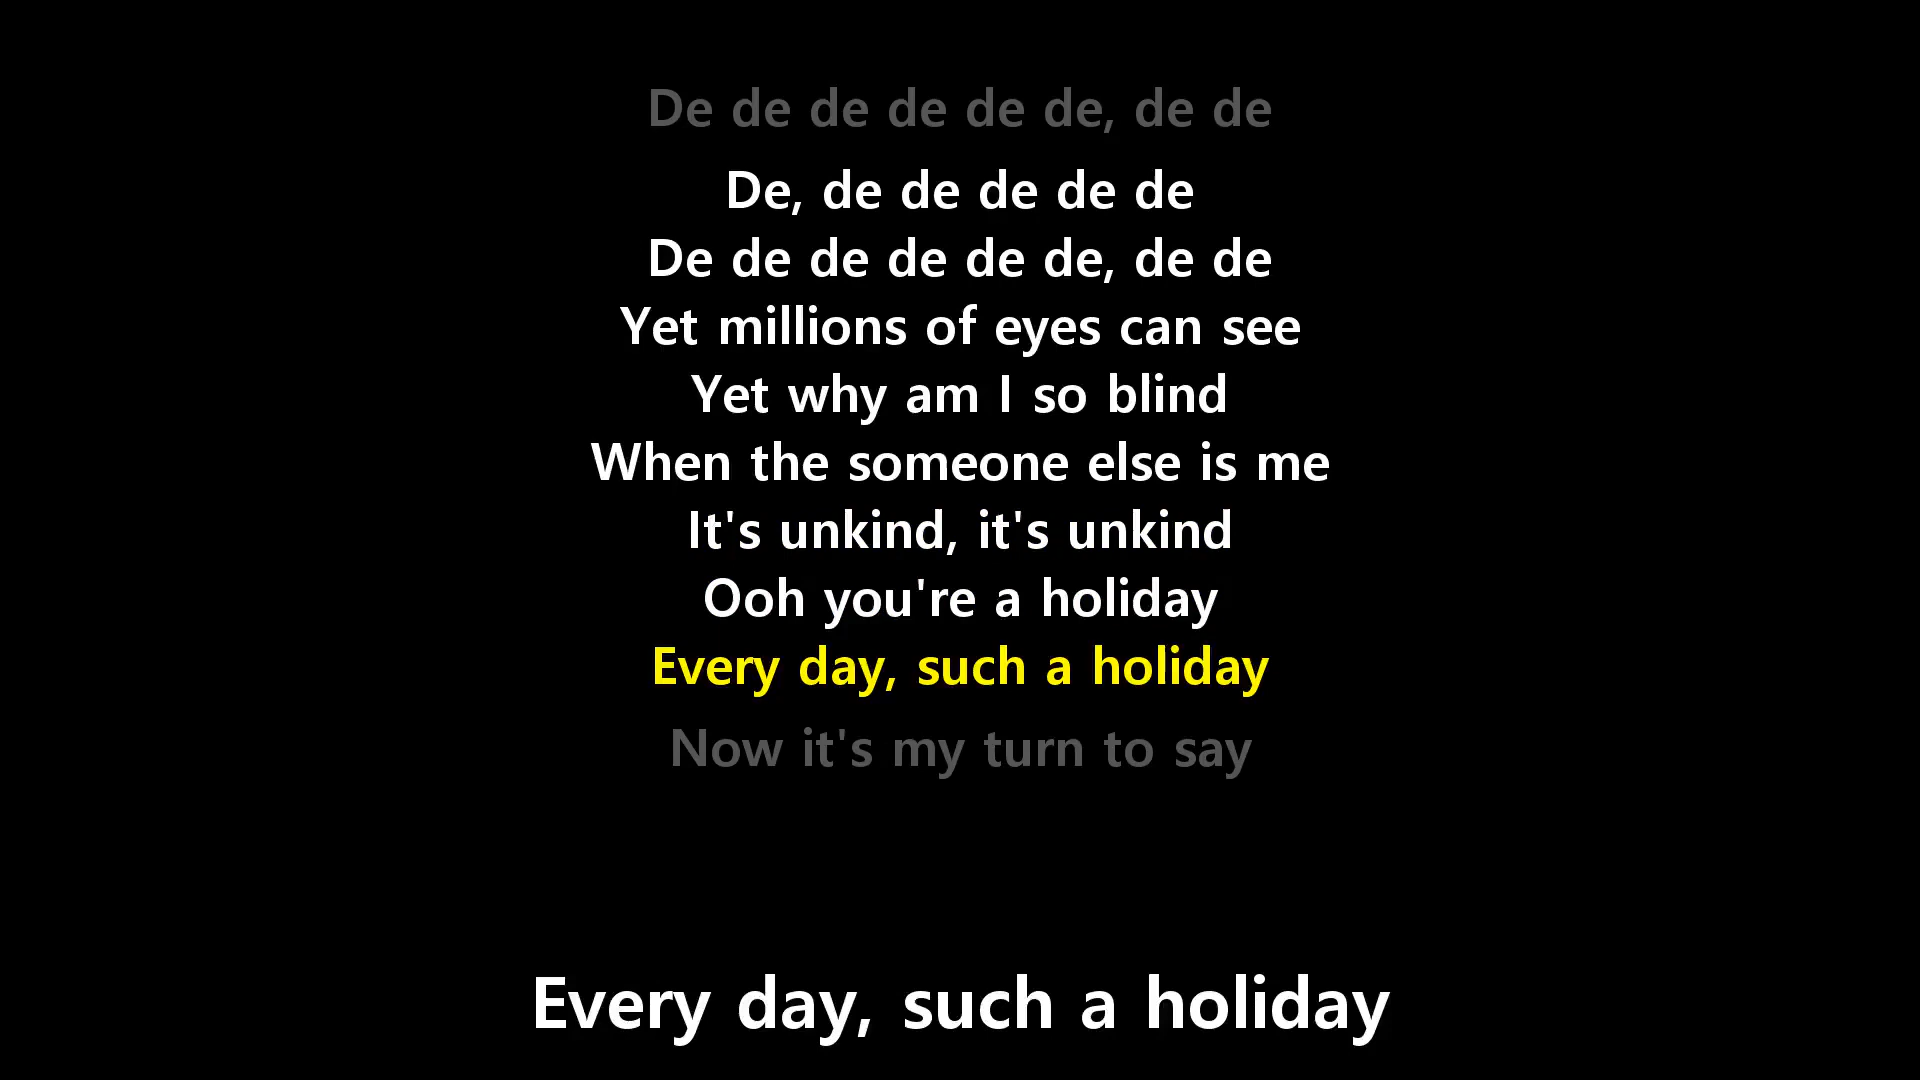 De de de de de de, de de
De, de de de de de
De de de de de de, de de
Yet millions of eyes can see
Yet why am I so blind
When the someone else is me
It's unkind, it's unkind
Ooh you're a holiday
Every day, such a holiday
Now it's my turn to say
Every day, such a holiday